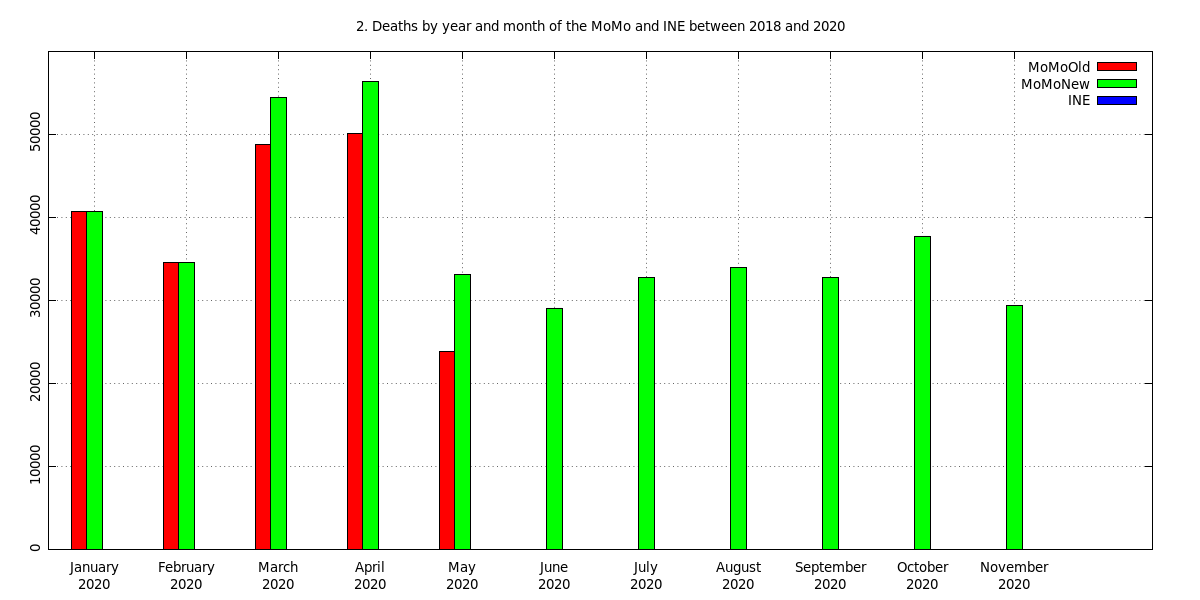 2. Deaths by year and month of the MoMo and INE between 2018 and 2020
MoMoOld
MoMoNew
INE
50000
40000
30000
20000
10000
0
January February March April May June July August September October November
2020 2020 2020 2020 2020 2020 2020 2020 2020 2020 2020